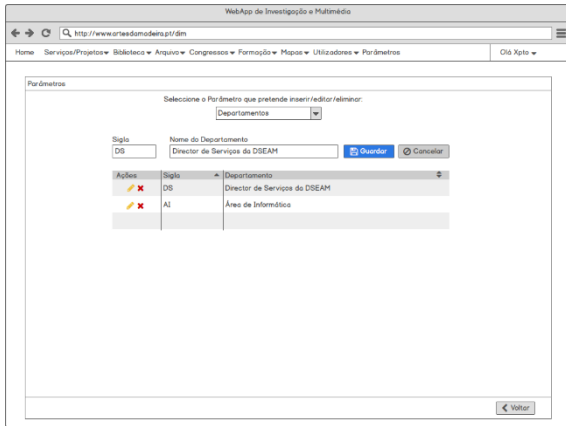 WebApp de Investigação e Multimédia
http://www.artesdamadeira.pt/dim
Home Serviços/Projetos Biblioteca Arquivo Congressos Formação Mapas Utilizadores Parâmetros Olá Xpto
Parâmetros
Seleccione o Parâmetro que pretende inserir/editar/eliminar:
Departamentos
Sigla Nome do Departamento
DS Director de Serviços da DSEAM Guardar Cancelar
Ações Sigla Departamento
DS Director de Serviços da DSEAM
AI Área de Informática
Voltar